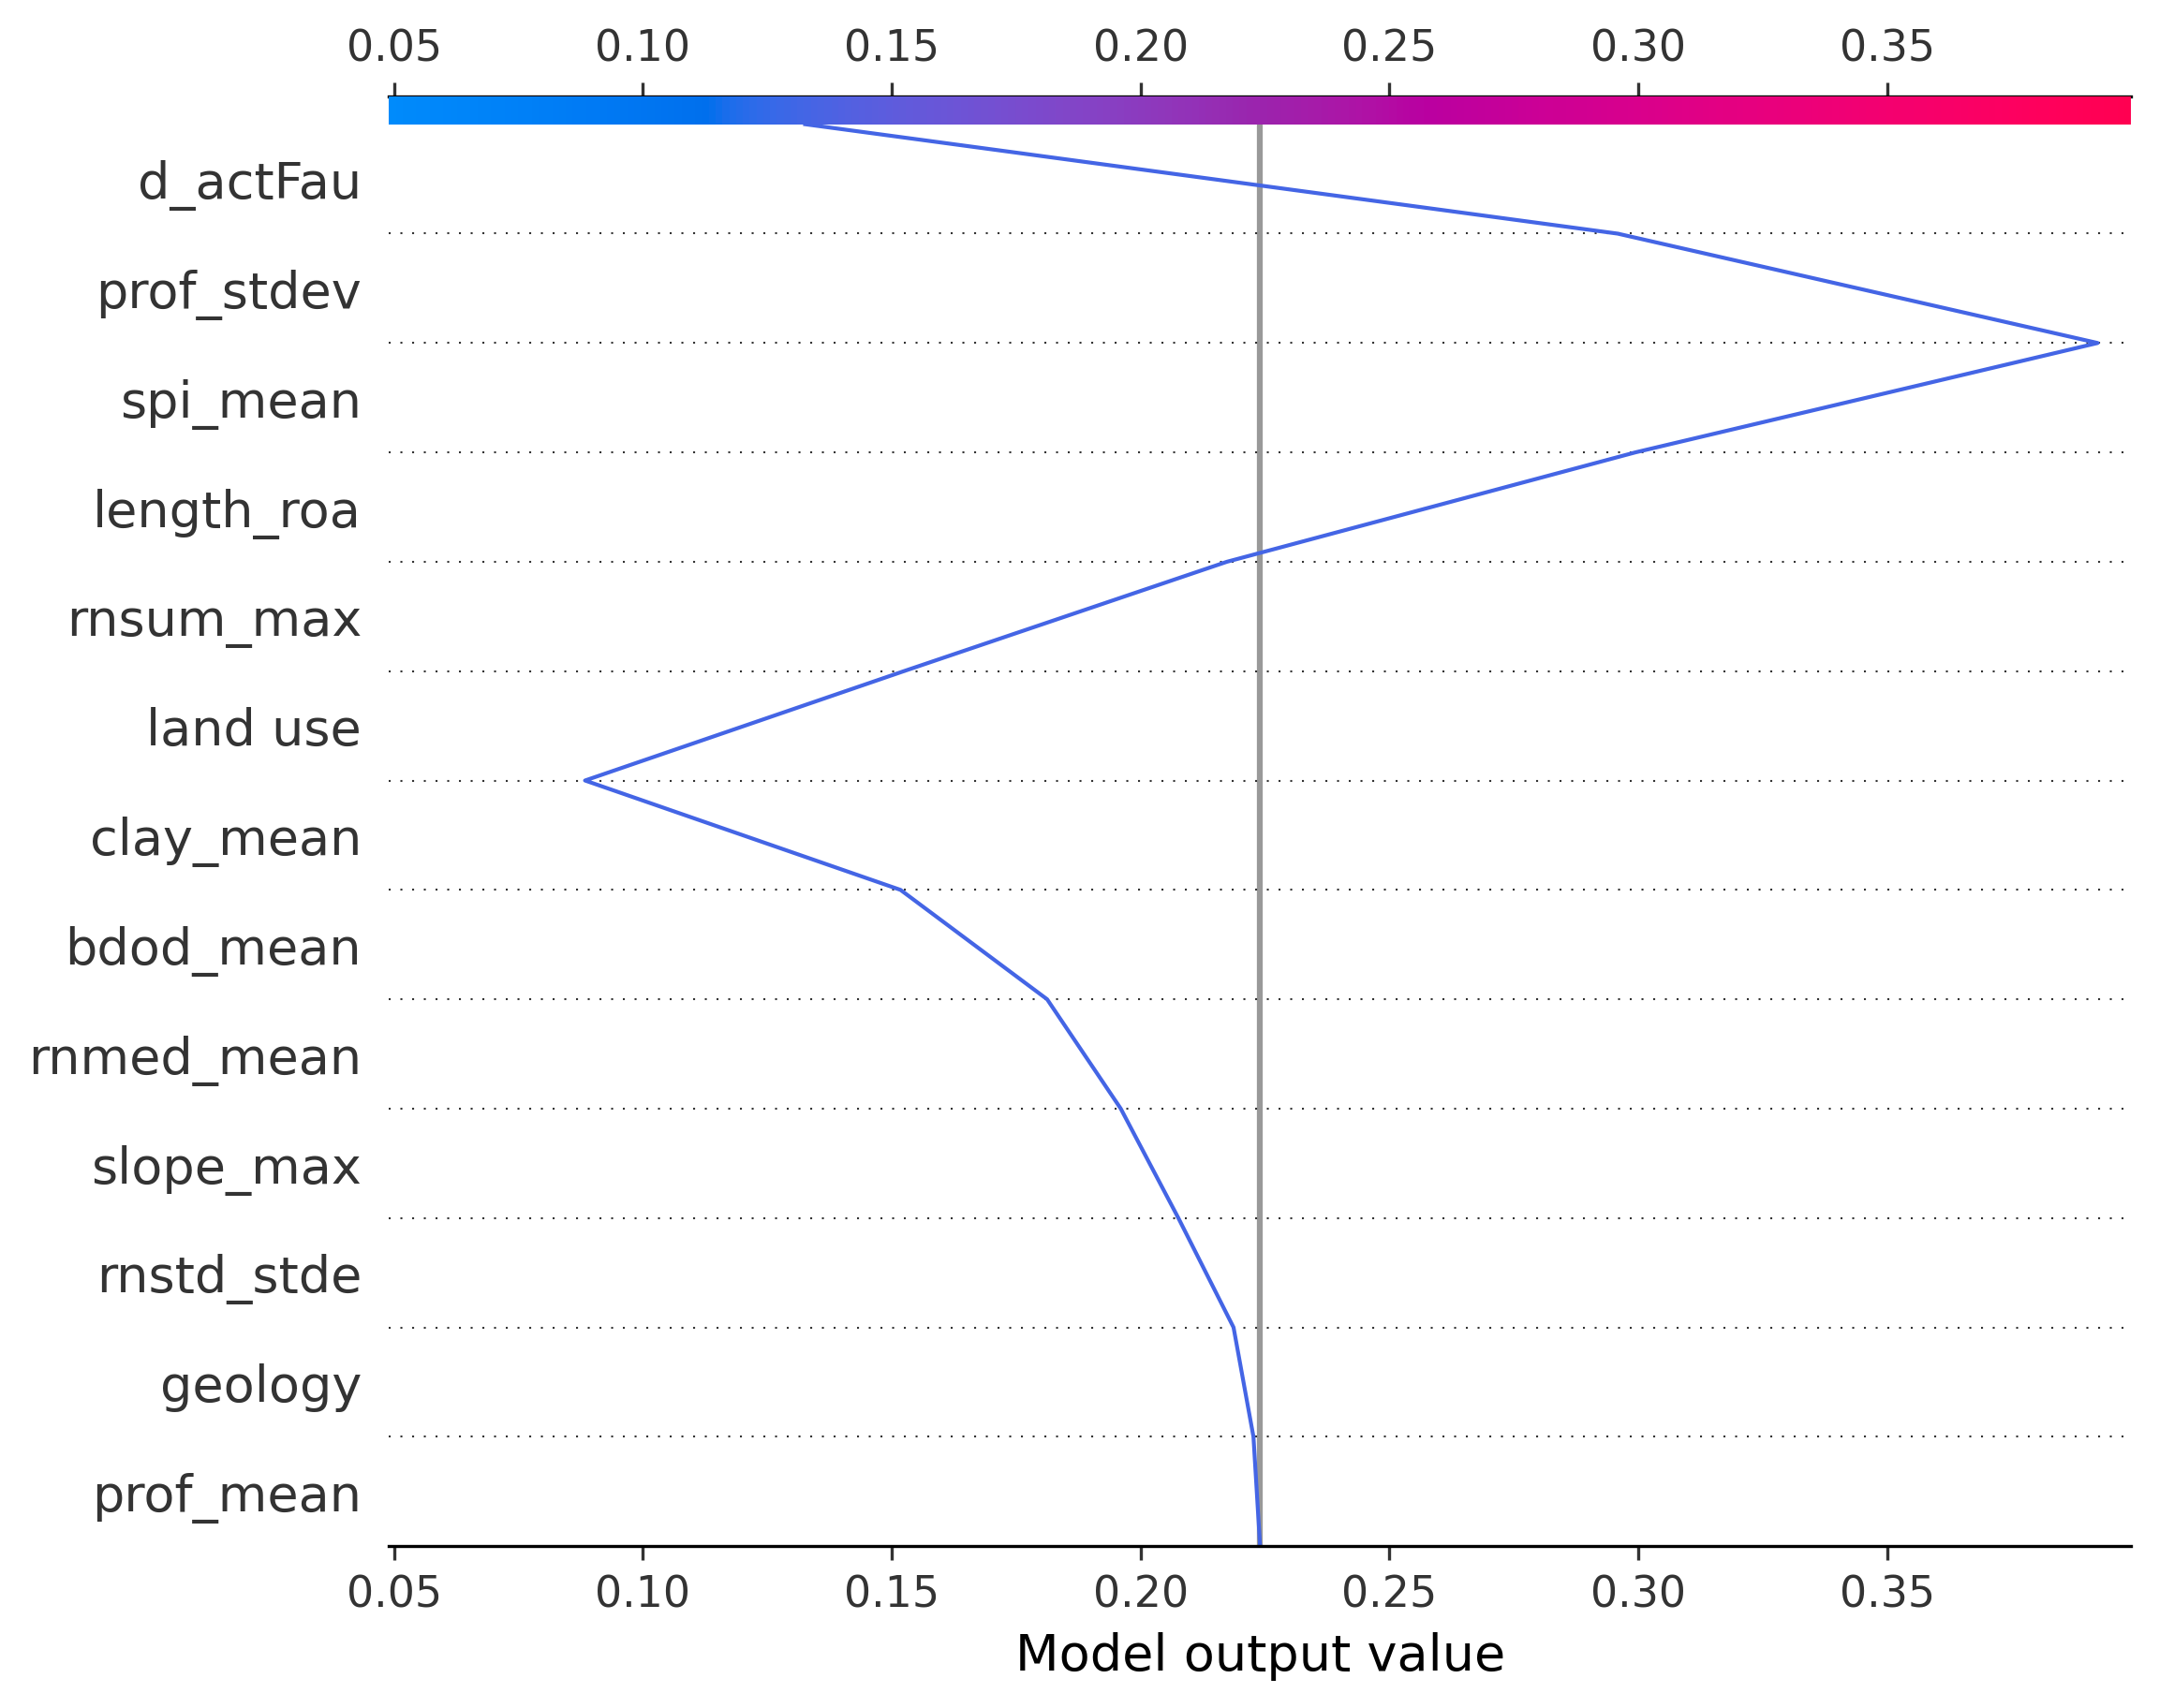 0.05 0.10 0.15 0.20 0.25 0.30 0.35
d_actFau
prof_stdev
spi_mean
length_roa
rnsum_max
land use
clay_mean
bdod_mean
rnmed_mean
slope_max
rnstd_stde
geology
prof_mean
0.05 0.10 0.15 0.20 0.25 0.30 0.35
Model output value